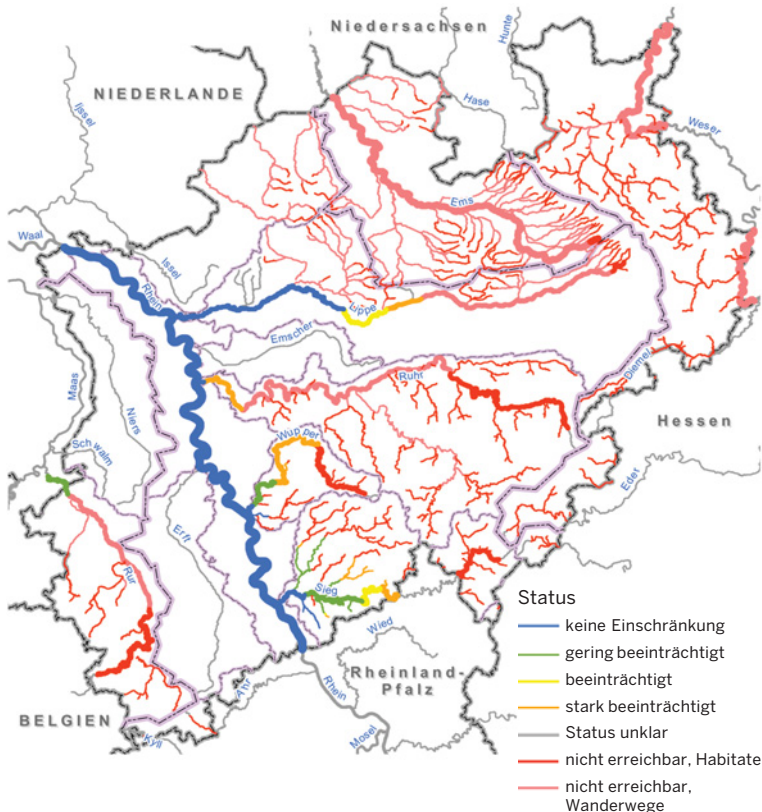 Niedersachsen
Hunte
NIEDERLANDE
Hase
Weser
Ijssel
Ems
Waal
Issel
Rhein
Lippe
Emscher
Diemel
Ruhr
Maas
Niers
Hessen
Wupper
Schwalm
Eder
Erft
Rur
Sieg
Wied
Rheinland-
Pfalz
Ahr
Rhein
BELGIEN
Mosel
Kyll
Status
keine Einschränkung
gering beeinträchtigt
beeinträchtigt
stark beeinträchtigt
Status unklar
nicht erreichbar, Habitate
nicht erreichbar,
Wanderwege